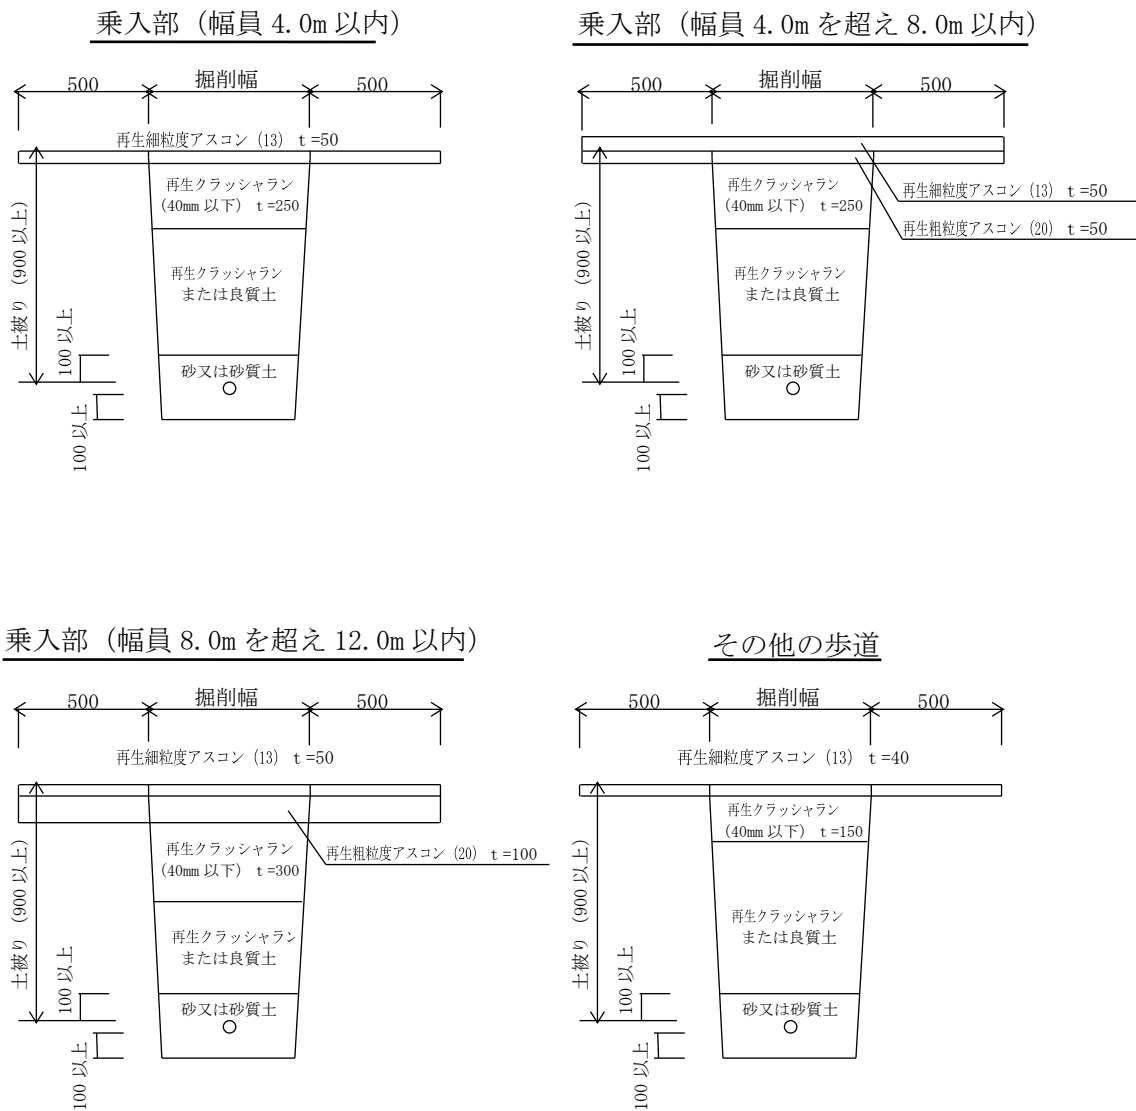 乗入部（幅員 4.0m 以内）
500
掘削幅
500
再生細粒度アスコン（13） t =50
再生クラッシャラン
（40mm 以下） t =250
再生クラッシャラン
または良質土
砂又は砂質土
土被り（900 以上）
100 以上
100 以上
乗入部（幅員 4.0m を超え 8.0m 以内）
500
掘削幅
500
再生クラッシャラン
（40mm 以下） t =250
再生細粒度アスコン（13） t =50
再生粗粒度アスコン（20） t =50
再生クラッシャラン
または良質土
砂又は砂質土
土被り（900 以上）
100 以上
100 以上
乗入部（幅員 8.0m を超え 12.0m 以内）
500
掘削幅
500
再生細粒度アスコン（13） t =50
再生クラッシャラン
（40mm 以下） t =300
再生粗粒度アスコン（20） t =100
再生クラッシャラン
または良質土
砂又は砂質土
土被り（900 以上）
100 以上
100 以上
その他の歩道
500
掘削幅
500
再生細粒度アスコン（13） t =40
再生クラッシャラン
（40mm 以下） t =150
再生クラッシャラン
または良質土
砂又は砂質土
土被り（900 以上）
100 以上
100 以上